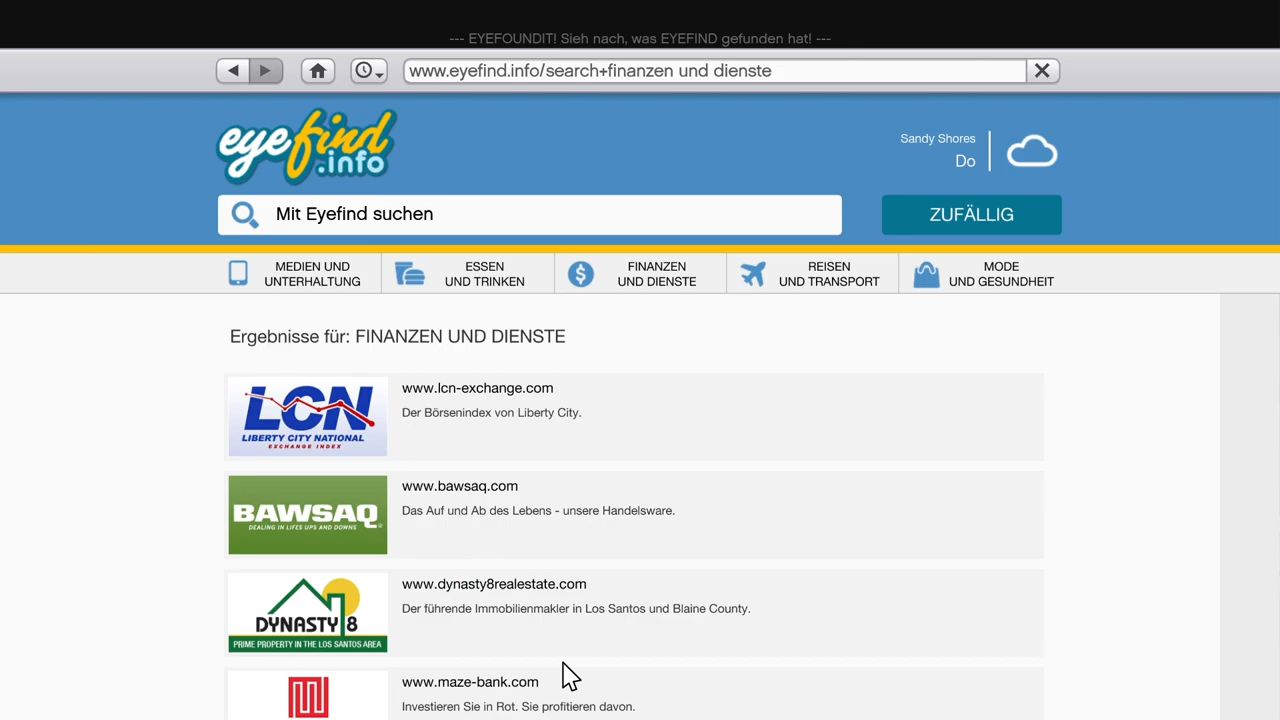 --- EYEFOUNDIT! Sieh nach, was EYEFIND gefunden hat! ---
www.eyefind.info/search+finanzen und dienste
eyefind
.info
Sandy Shores
Do
Mit Eyefind suchen
ZUFÄLLIG
MEDIEN UND
UNTERHALTUNG
ESSEN
UND TRINKEN
FINANZEN
UND DIENSTE
REISEN
UND TRANSPORT
MODE
UND GESUNDHEIT
Ergebnisse für: FINANZEN UND DIENSTE
LCN
LIBERTY CITY NATIONAL
EXCHANGE INDEX
www.lcn-exchange.com
Der Börsenindex von Liberty City.
BAWSAQ
DEALING IN LIFES UPS AND DOWNS
www.bawsaq.com
Das Auf und Ab des Lebens - unsere Handelsware.
DYNASTY 8
PRIME PROPERTY IN THE LOS SANTOS AREA
www.dynasty8realestate.com
Der führende Immobilienmakler in Los Santos und Blaine County.
www.maze-bank.com
Investieren Sie in Rot. Sie profitieren davon.